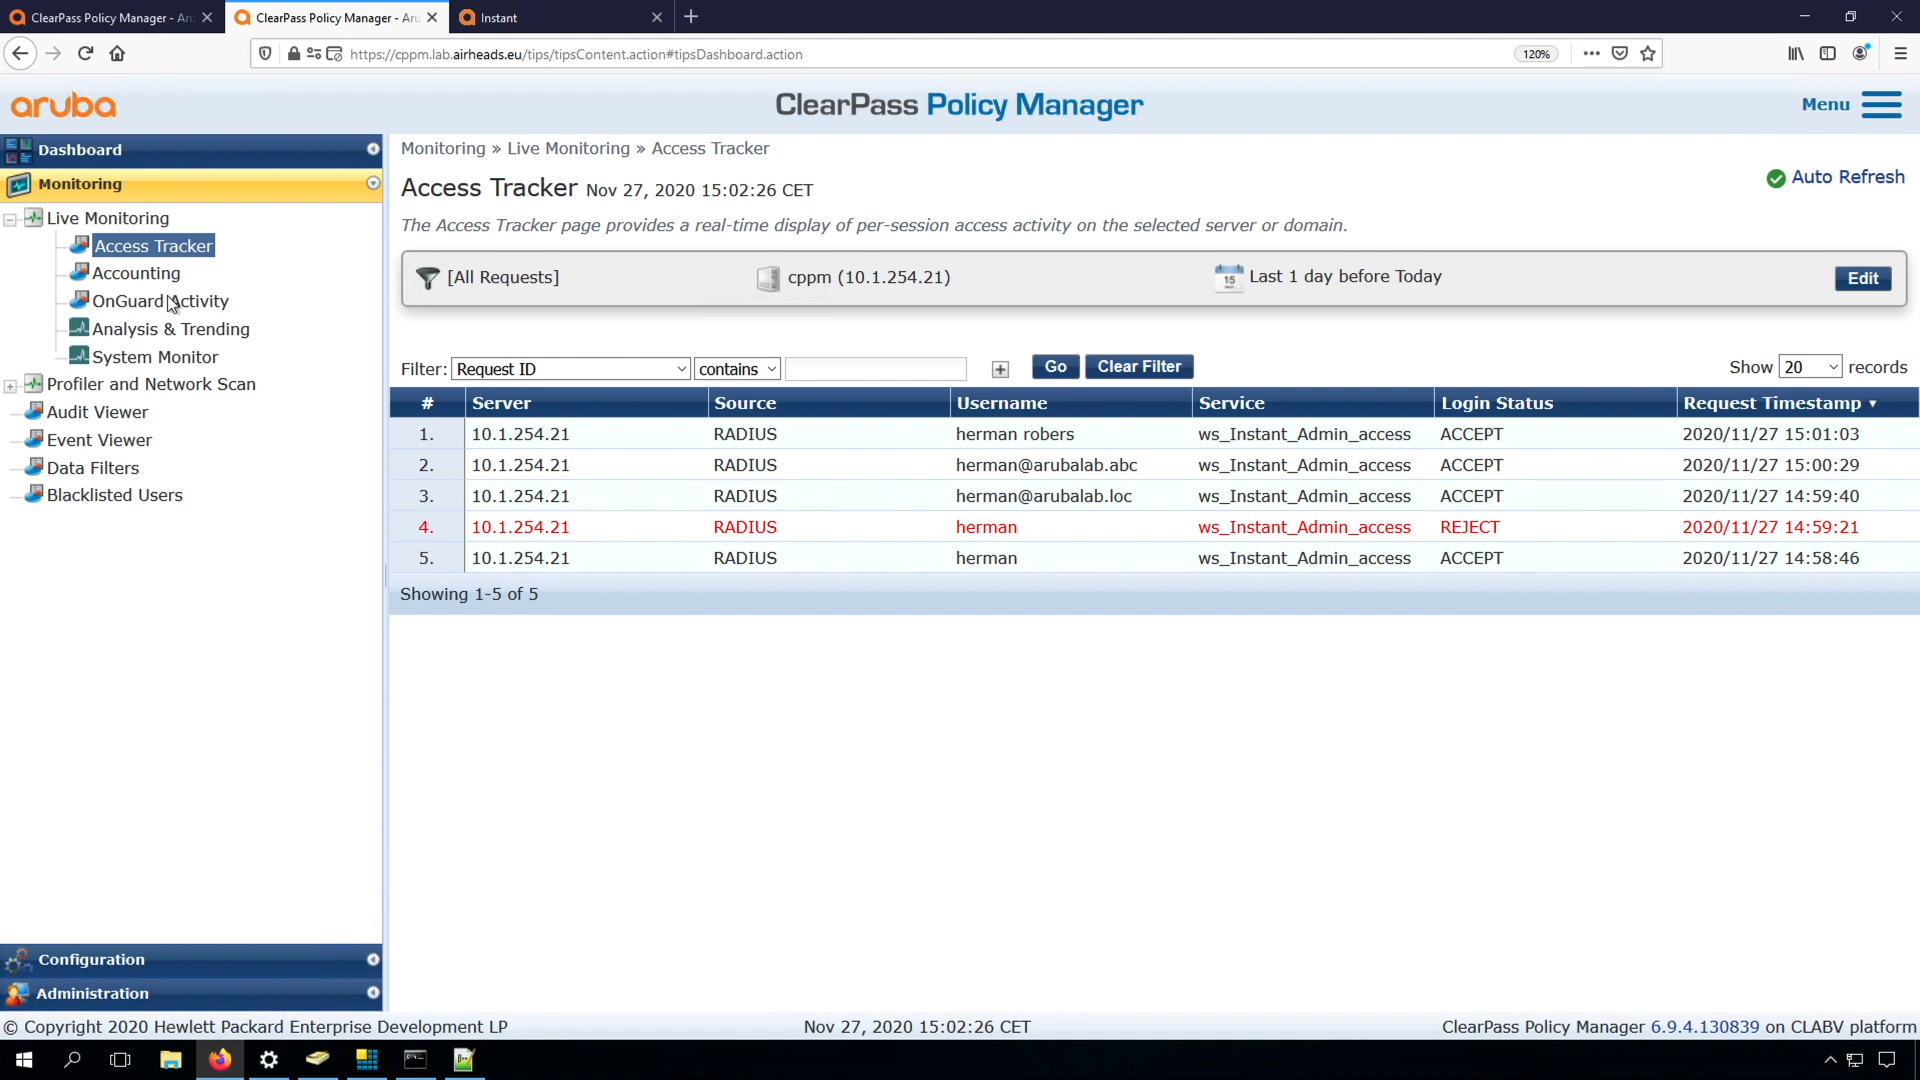 ClearPass Policy Manager - Aru
ClearPass Policy Manager - Aru
Instant
https://cppm.lab.airheads.eu/tips/tipsContent.action#tipsDashboard.action
120%
aruba
ClearPass Policy Manager
Menu
Dashboard
Monitoring
Live Monitoring
Access Tracker
Accounting
OnGuard Activity
Analysis & Trending
System Monitor
Profiler and Network Scan
Audit Viewer
Event Viewer
Data Filters
Blacklisted Users
Configuration
Administration
Monitoring » Live Monitoring » Access Tracker
Access Tracker Nov 27, 2020 15:02:26 CET
Auto Refresh
The Access Tracker page provides a real-time display of per-session access activity on the selected server or domain.
[All Requests] cppm (10.1.254.21) 15 Last 1 day before Today Edit
Filter: Request ID contains + Go Clear Filter Show 20 records
# Server Source Username Service Login Status Request Timestamp ▼
1. 10.1.254.21 RADIUS herman robers ws_Instant_Admin_access ACCEPT 2020/11/27 15:01:03
2. 10.1.254.21 RADIUS herman@arubalab.abc ws_Instant_Admin_access ACCEPT 2020/11/27 15:00:29
3. 10.1.254.21 RADIUS herman@arubalab.loc ws_Instant_Admin_access ACCEPT 2020/11/27 14:59:40
4. 10.1.254.21 RADIUS herman ws_Instant_Admin_access REJECT 2020/11/27 14:59:21
5. 10.1.254.21 RADIUS herman ws_Instant_Admin_access ACCEPT 2020/11/27 14:58:46
Showing 1-5 of 5
© Copyright 2020 Hewlett Packard Enterprise Development LP Nov 27, 2020 15:02:26 CET ClearPass Policy Manager 6.9.4.130839 on CLABV platform